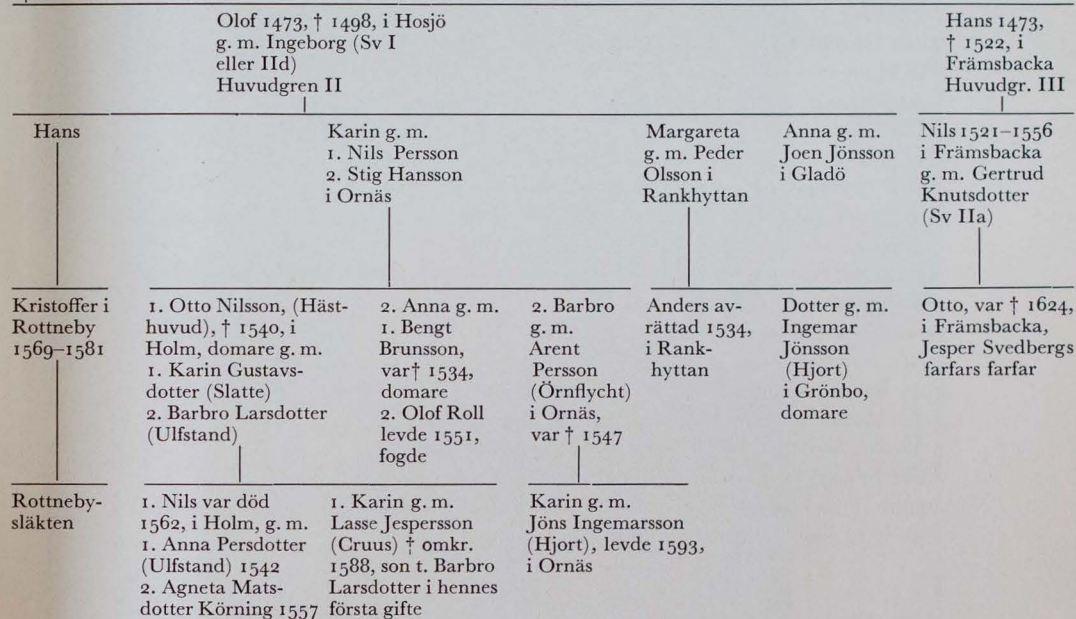 Olof 1473, † 1498, i Hosjö
g. m. Ingeborg (Sv I
eller IId)
Huvudgren II
Hans 1473,
† 1522, i
Främsbacka
Huvudgr. III
Hans
Karin g. m.
1. Nils Persson
2. Stig Hansson
i Ornäs
Margareta
g. m. Peder
Olsson i
Rankhyttan
Anna g. m.
Joen Jönsson
i Gladö
Nils 1521–1556
i Främsbacka
g. m. Gertrud
Knutsdotter
(Sv IIa)
Kristoffer i
Rottneby
1569–1581
1. Otto Nilsson, (Häst-
huvud), † 1540, i
Holm, domare g. m.
1. Karin Gustavs-
dotter (Slatte)
2. Barbro Larsdotter
(Ulfstand)
2. Anna g. m.
1. Bengt
Brunsson,
var† 1534,
domare
2. Olof Roll
levde 1551,
fogde
2. Barbro
g. m.
Arent
Persson
(Örnflycht)
i Ornäs,
var † 1547
Anders av-
rättad 1534,
i Rank-
hyttan
Dotter g. m.
Ingemar
Jönsson
(Hjort)
i Grönbo,
domare
Otto, var † 1624,
i Främsbacka,
Jesper Svedbergs
farfars farfar
Rottneby-
släkten
1. Nils var död
1562, i Holm, g. m.
1. Anna Persdotter
(Ulfstand) 1542
2. Agneta Mats-
dotter Körning 1557
1. Karin g. m.
Lasse Jespersson
(Cruus) † omkr.
1588, son t. Barbro
Larsdotter i hennes
första gifte
Karin g. m.
Jöns Ingemarsson
(Hjort), levde 1593,
i Ornäs